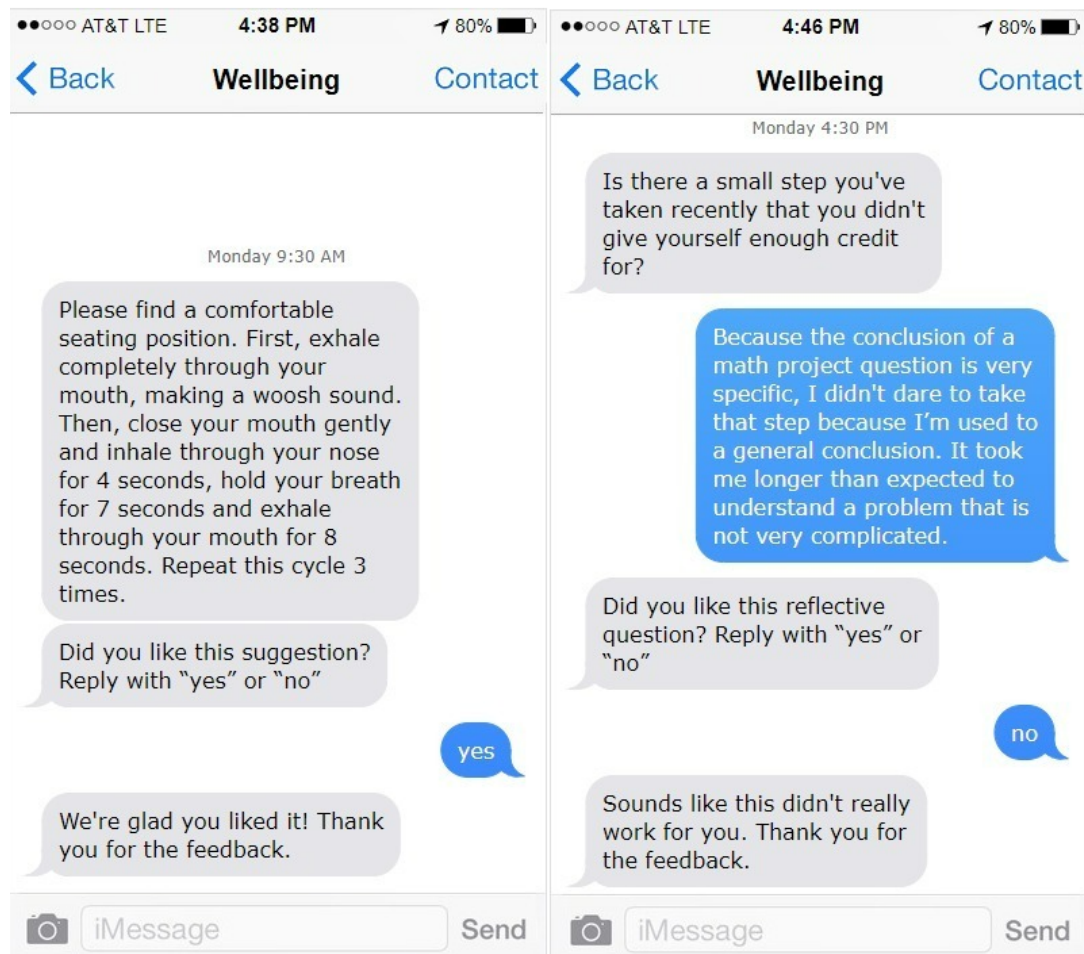 AT&T LTE 4:38 PM 80%
Back Wellbeing Contact
Monday 9:30 AM
Please find a comfortable
seating position. First, exhale
completely through your
mouth, making a woosh sound.
Then, close your mouth gently
and inhale through your nose
for 4 seconds, hold your breath
for 7 seconds and exhale
through your mouth for 8
seconds. Repeat this cycle 3
times.
Did you like this suggestion?
Reply with “yes” or “no”
yes
We're glad you liked it! Thank
you for the feedback.
iMessage Send
AT&T LTE 4:46 PM 80%
Back Wellbeing Contact
Monday 4:30 PM
Is there a small step you've
taken recently that you didn't
give yourself enough credit
for?
Because the conclusion of a
math project question is very
specific, I didn't dare to take
that step because I’m used to
a general conclusion. It took
me longer than expected to
understand a problem that is
not very complicated.
Did you like this reflective
question? Reply with “yes” or
“no”
no
Sounds like this didn't really
work for you. Thank you for
the feedback.
iMessage Send